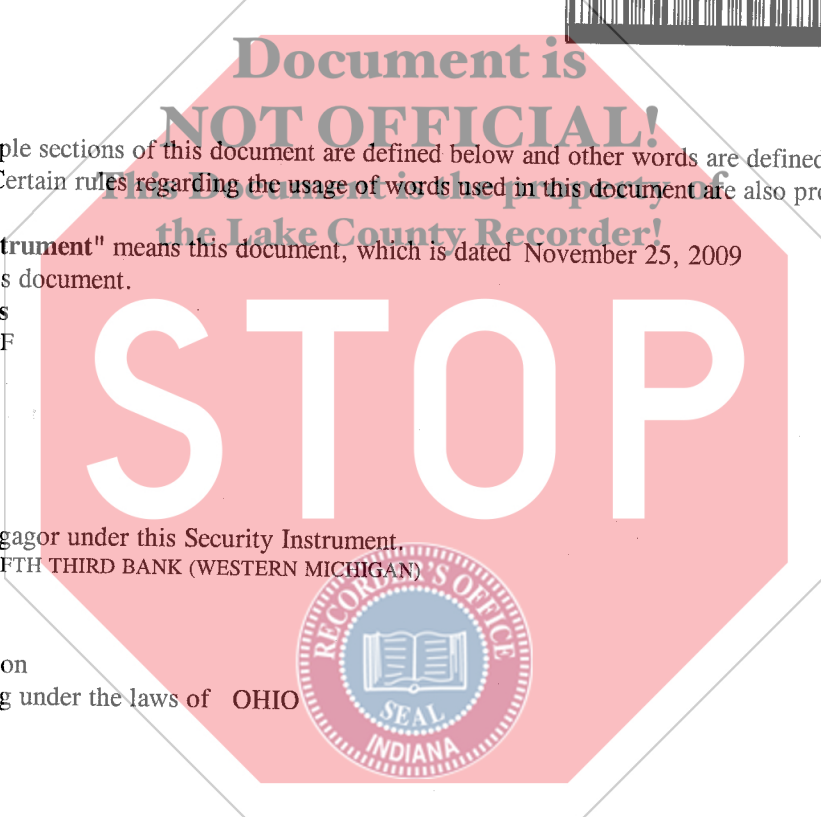 Document is
NOT OFFICIAL!
ple sections of this document are defined below and other words are defined
Certain rules regarding the usage of words used in this document are also pro
This Document is the property of
the Lake County Recorder!
trument" means this document, which is dated November 25, 2009
s document.
s
F
STOP
gagor under this Security Instrument.
FTH THIRD BANK (WESTERN MICHIGAN)
RECORDER'S OFFICE
on
g under the laws of OHIO
SEAL
INDIANA